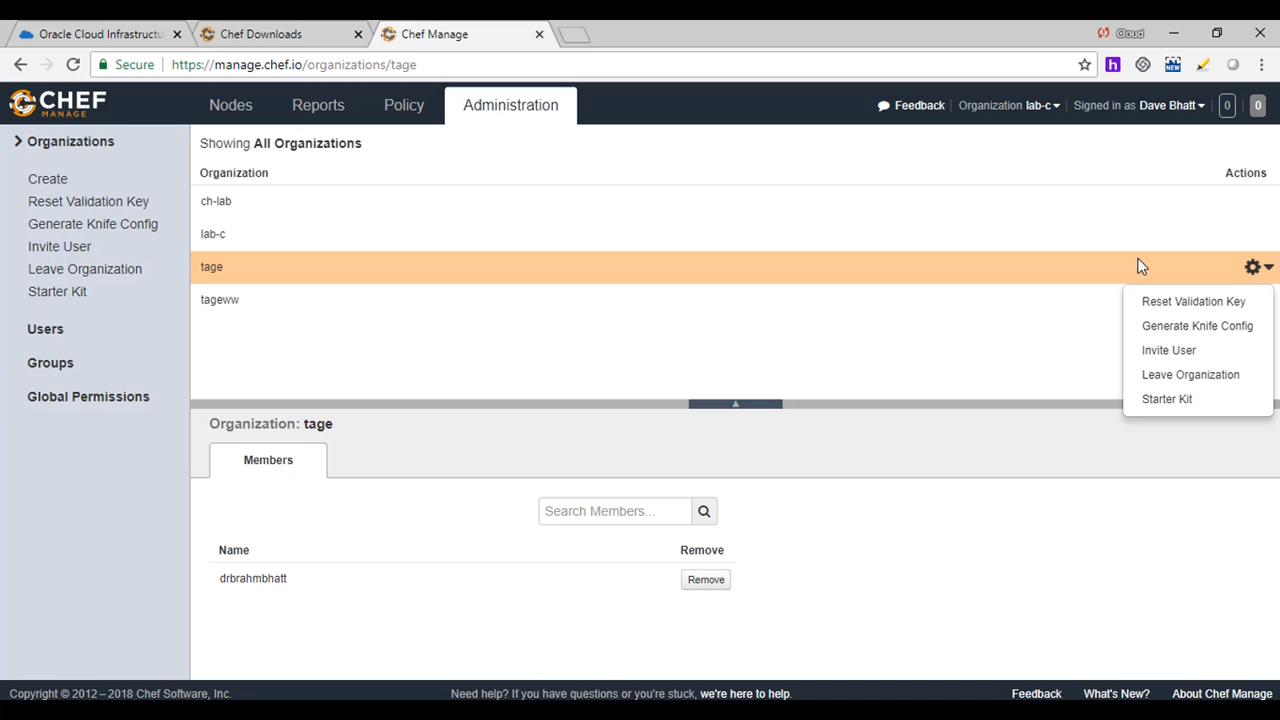 Oracle Cloud Infrastructu
Chef Downloads
Chef Manage
Cloud
Secure
https://manage.chef.io/organizations/tage
h
NEW
CHEF
MANAGE
Nodes
Reports
Policy
Administration
Feedback
Organization lab-c
Signed in as Dave Bhatt
0
0
Organizations
Create
Reset Validation Key
Generate Knife Config
Invite User
Leave Organization
Starter Kit
Users
Groups
Global Permissions
Showing All Organizations
Organization
Actions
ch-lab
lab-c
tage
tageww
Reset Validation Key
Generate Knife Config
Invite User
Leave Organization
Starter Kit
Organization: tage
Members
Search Members...
Name
Remove
drbrahmbhatt
Remove
Copyright © 2012 – 2018 Chef Software, Inc.
Need help? If you have questions or you're stuck, we're here to help.
Feedback
What's New?
About Chef Manage